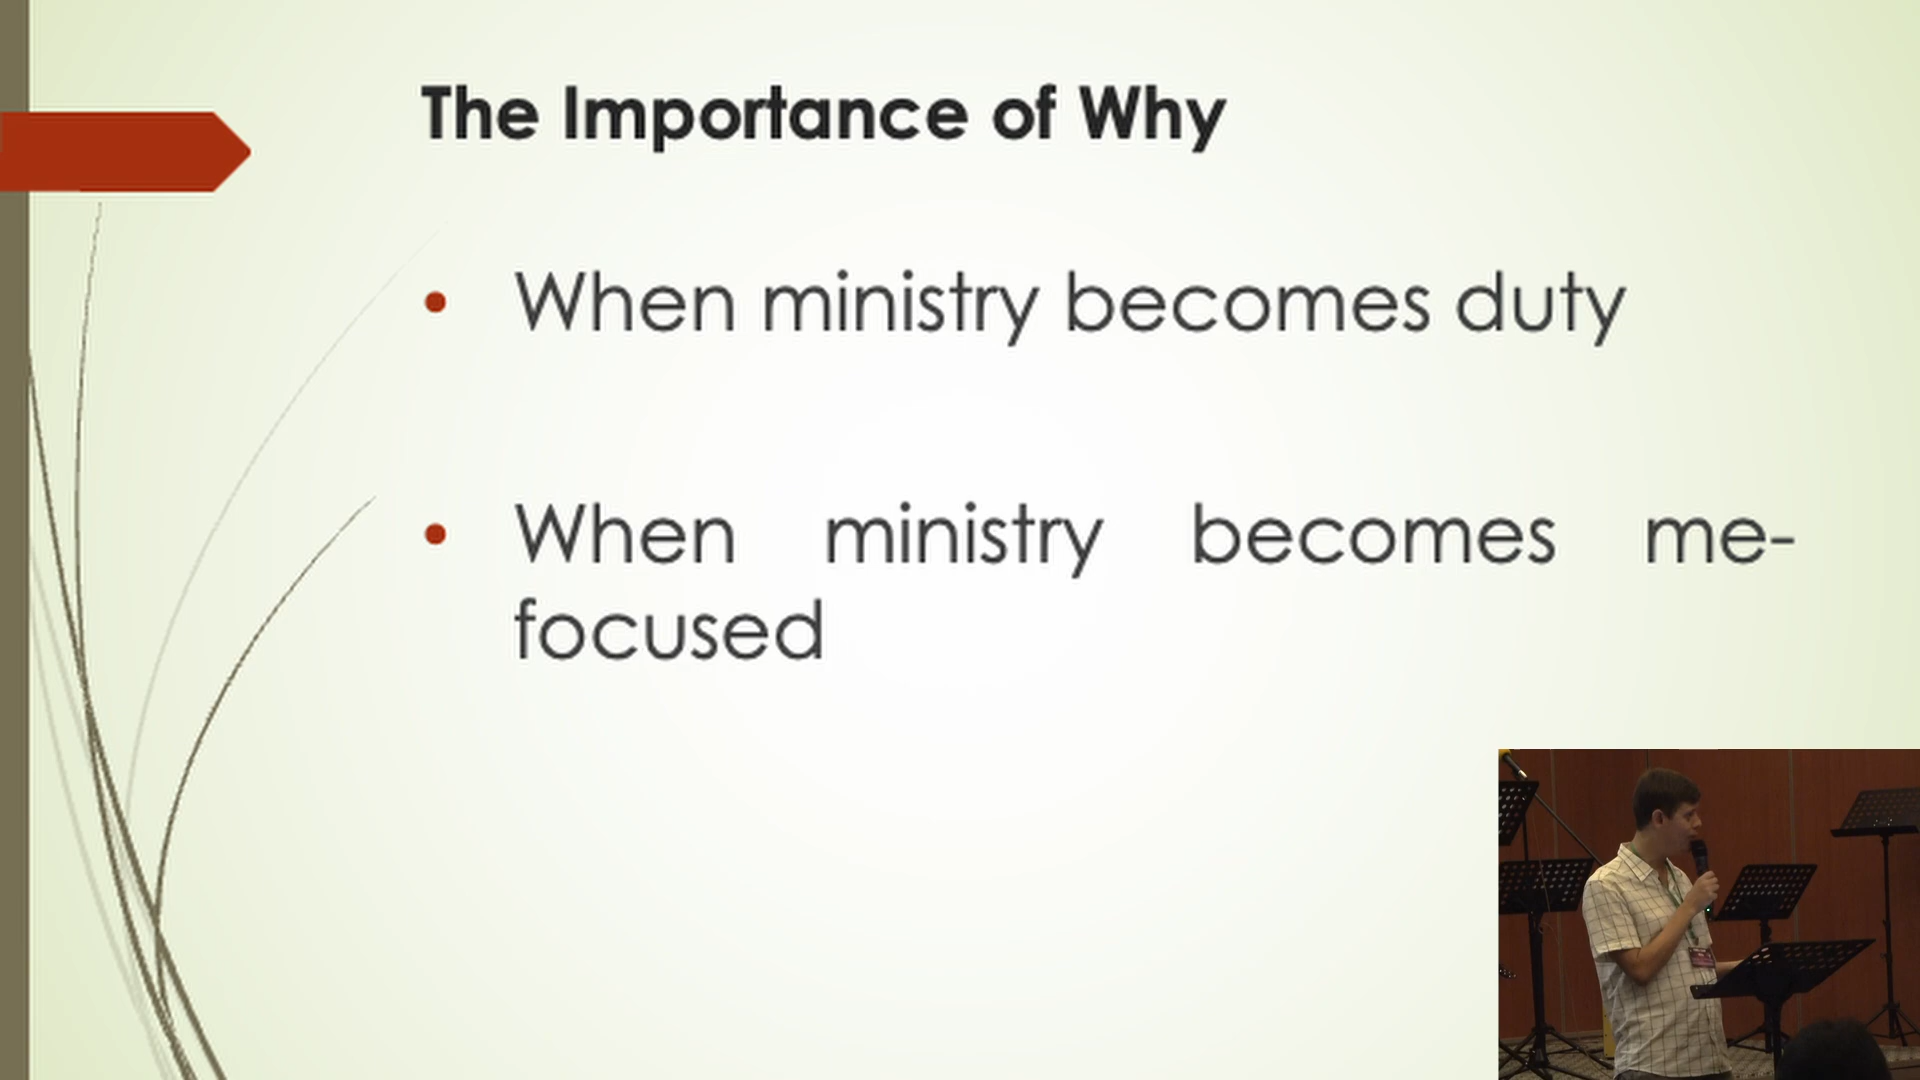 The Importance of Why
• When ministry becomes duty
• When ministry becomes me-
focused